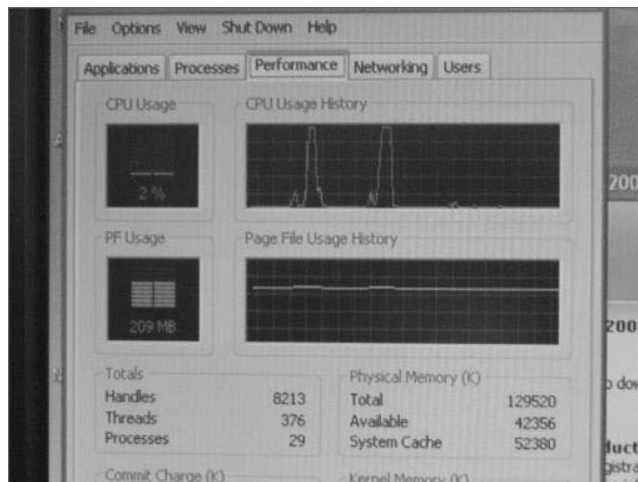 File Options View Shut Down Help
Applications Processes Performance Networking Users
CPU Usage CPU Usage History
2 %
PF Usage Page File Usage History
209 MB
Totals Physical Memory (K)
Handles 8213 Total 129520
Threads 376 Available 42356
Processes 29 System Cache 52380
Commit Charge (K) Kernel Memory (K)
200
200